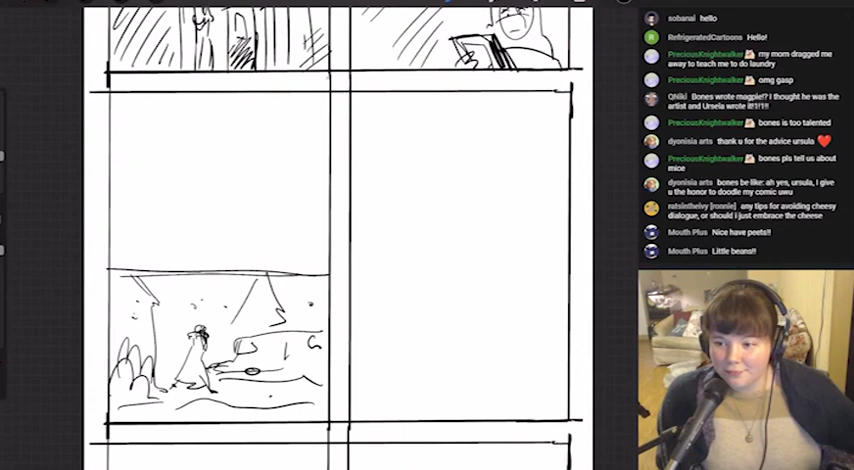 sobanai hello
R RefrigeratedCartoons Hello!
PreciousKnightwalker my mom dragged me
away to teach me to do laundry
PreciousKnightwalker omg gasp
QNiki Bones wrote magpie!? I thought he was the
artist and Ursela wrote it!1!1!!
PreciousKnightwalker bones is too talented
dyonisia arts thank u for the advice ursula ❤️
PreciousKnightwalker bones pls tell us about
mice
dyonisia arts bones be like: ah yes, ursula, I give
u the honor to doodle my comic uwu
ratsintheivy [ronnie] any tips for avoiding cheesy
dialogue, or should i just embrace the cheese
Mouth Plus Nice have peets!!
Mouth Plus Little beans!!